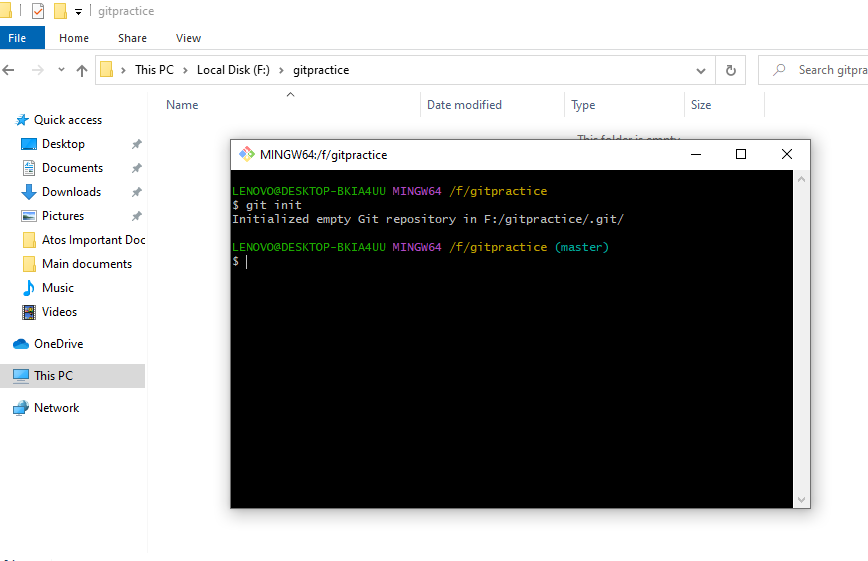 gitpractice
File Home Share View
This PC Local Disk (F:) gitpractice Search gitpra
Name Date modified Type Size
Quick access
Desktop
Documents
Downloads
Pictures
Atos Important Doc
Main documents
Music
Videos
OneDrive
This PC
Network
This folder is empty.
MINGW64:/f/gitpractice
LENOVO@DESKTOP-BKIA4UU MINGW64 /f/gitpractice
$ git init
Initialized empty Git repository in F:/gitpractice/.git/
LENOVO@DESKTOP-BKIA4UU MINGW64 /f/gitpractice (master)
$